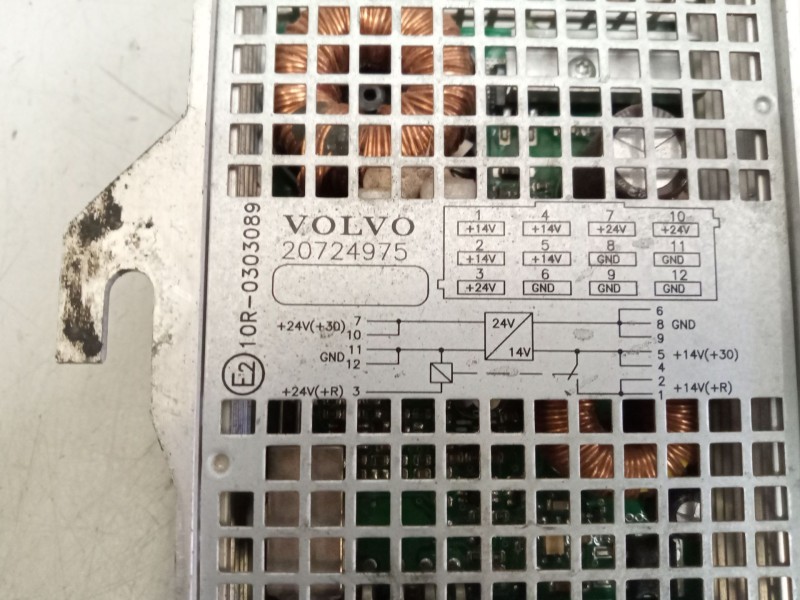 VOLVO
20724975
E2 10R-0303089
1 4 7 10
+14V +14V +24V +24V
2 5 8 11
+14V +14V GND GND
3 6 9 12
+24V GND GND GND
+24V(+30) 7
10
GND 11
12
+24V(+R) 3
24V
14V
6
8 GND
9
5 +14V(+30)
4
2 +14V(+R)
1